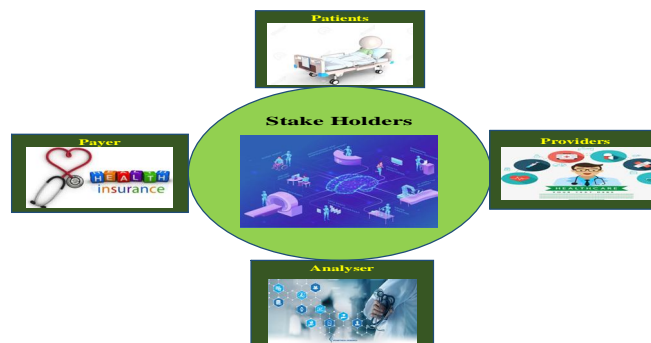 Patients
Stake Holders
Payer
HEALTH
insurance
Providers
HEALTHCARE
Analyser